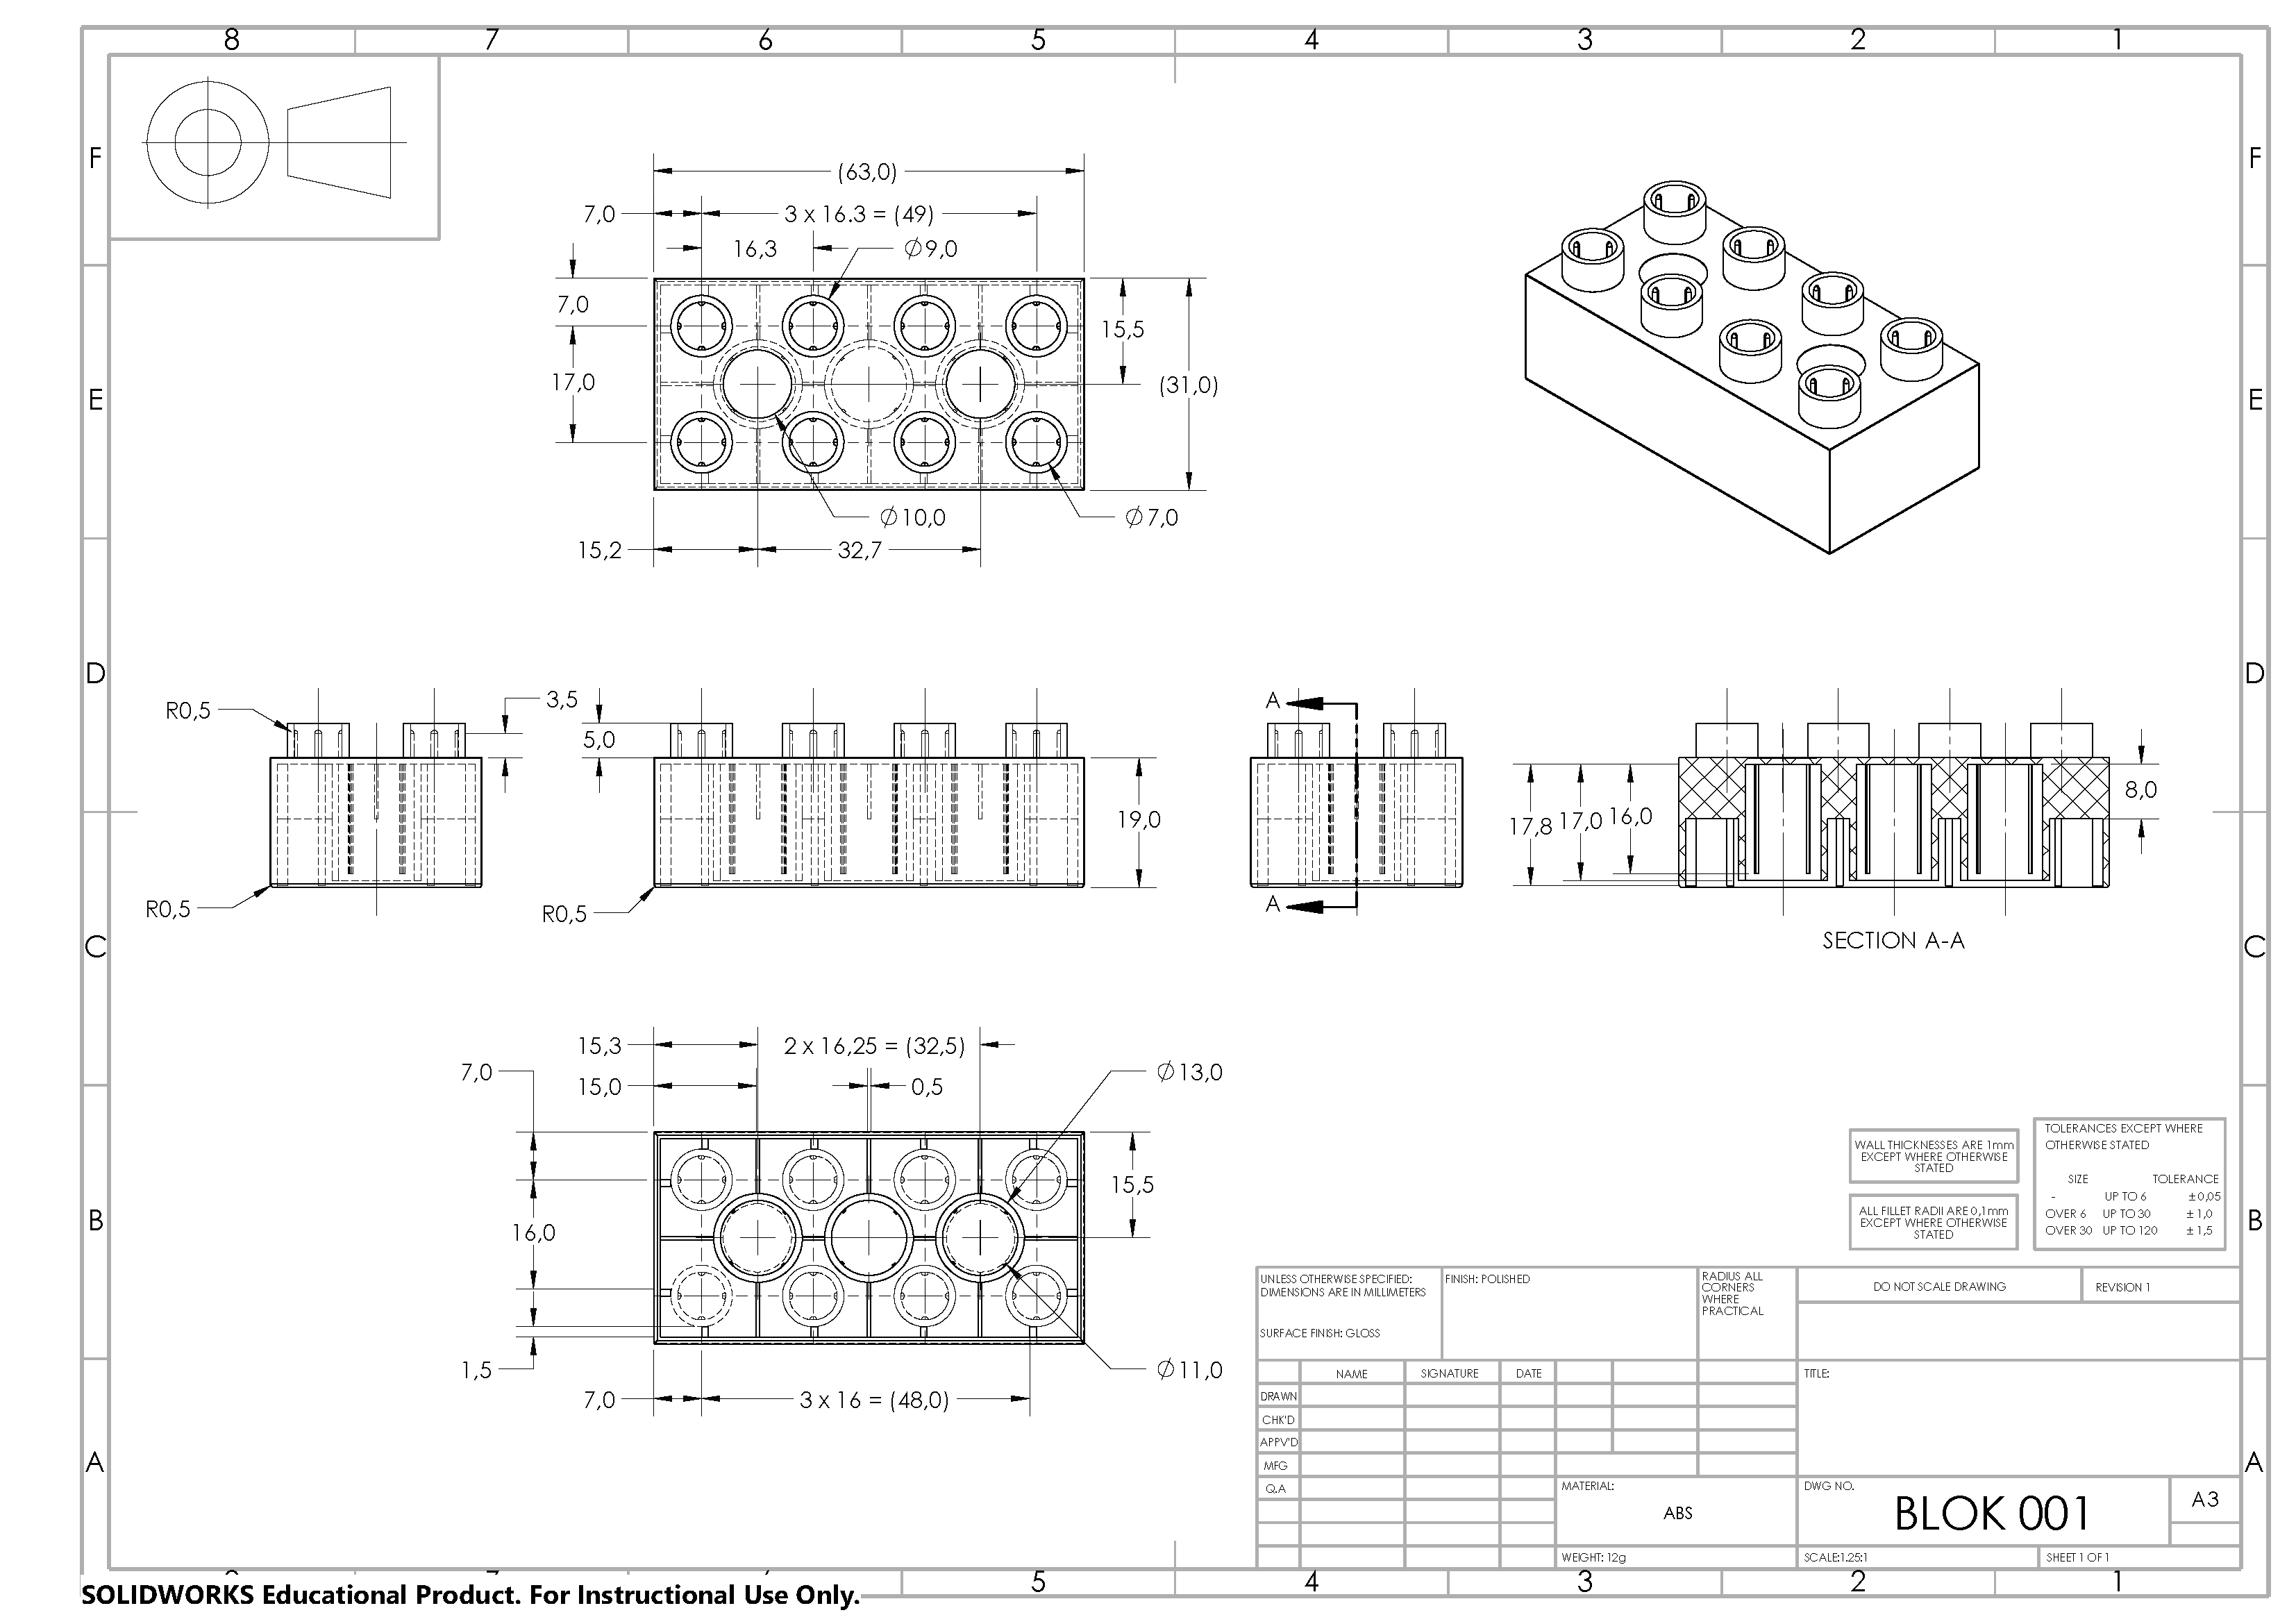 8 7 6 5 4 3 2 1
F F
(63,0)
7,0 3 x 16.3 = (49)
16,3 ∅9,0
7,0
15,5
17,0 (31,0)
E E
∅10,0 ∅7,0
15,2 32,7
D D
R0,5 3,5
5,0
A
19,0
17,8 17,0 16,0
8,0
R0,5 R0,5
A
SECTION A-A
C C
15,3 2 x 16,25 = (32,5)
7,0 ∅13,0
15,0 0,5
15,5
16,0
B B
1,5 ∅11,0
7,0 3 x 16 = (48,0)
WALL THICKNESSES ARE 1mm
EXCEPT WHERE OTHERWISE
STATED
ALL FILLET RADII ARE 0,1mm
EXCEPT WHERE OTHERWISE
STATED
TOLERANCES EXCEPT WHERE
OTHERWISE STATED
SIZE TOLERANCE
- UP TO 6 ±0,05
OVER 6 UP TO 30 ±1,0
OVER 30 UP TO 120 ±1,5
UNLESS OTHERWISE SPECIFIED:
DIMENSIONS ARE IN MILLIMETERS
SURFACE FINISH: GLOSS
FINISH: POLISHED
RADIUS ALL
CORNERS
WHERE
PRACTICAL
DO NOT SCALE DRAWING
REVISION 1
NAME SIGNATURE DATE
TITLE:
DRAWN
CHK'D
APPV'D
MFG
Q.A
MATERIAL:
ABS
WEIGHT: 12g
DWG NO.
BLOK 001
A3
SCALE:1.25:1
SHEET 1 OF 1
A A
5 4 3 2 1
SOLIDWORKS Educational Product. For Instructional Use Only.